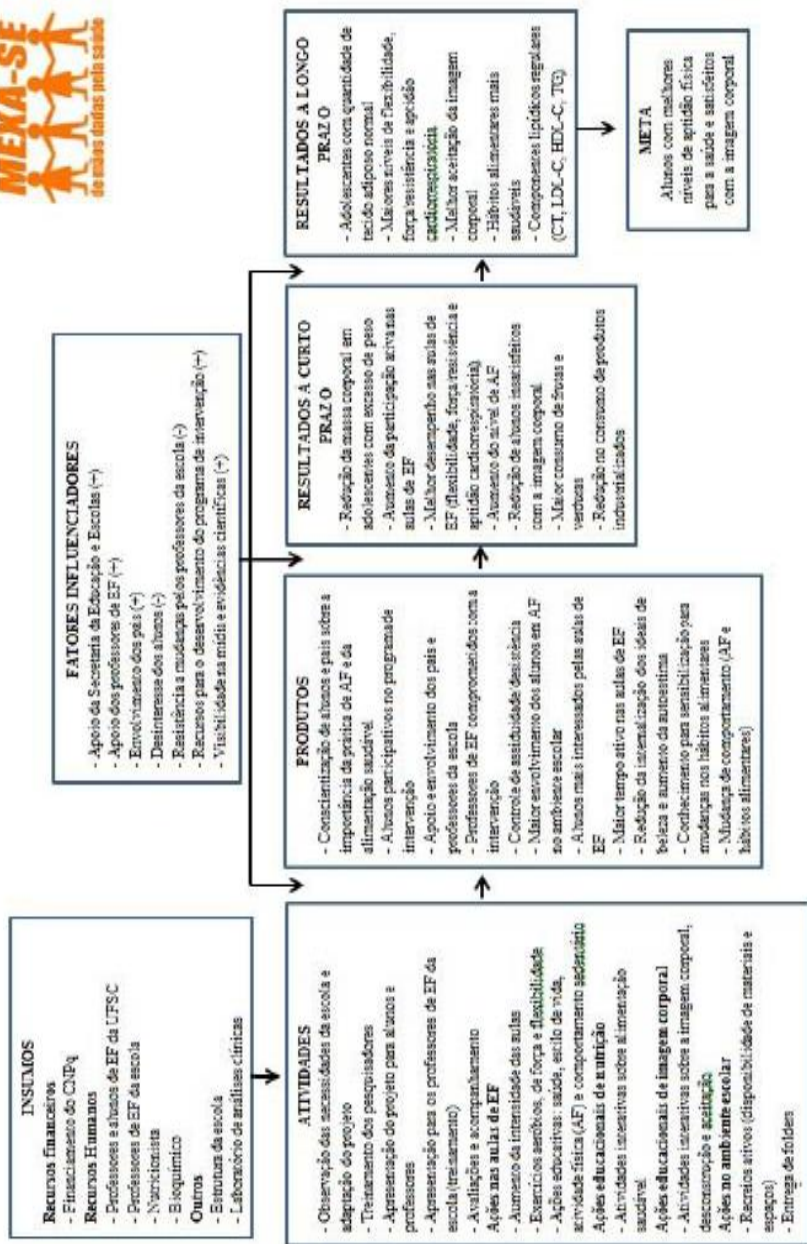 MEXA-SE
de mãos dadas pela saúde
INSUMOS
Recursos financeiros
- Financiamento do CNPq
Recursos Humanos
- Professores e alunos de EF da UFSC
- Professores de EF da escola
- Nutricionista
- Bioquímico
Outros
- Estrutura da escola
- Laboratório de análises clínicas
FATORES INFLUENCIADORES
- Apoio da Secretaria da Educação e Escolas (+)
- Apoio dos professores de EF (+)
- Envolvimento dos pais (+)
- Desinteresse dos alunos (-)
- Resistência a mudanças pelos professores da escola (-)
- Recursos para o desenvolvimento do programa de intervenção (+)
- Visibilidade na mídia e evidências científicas (+)
ATIVIDADES
- Observação das necessidades da escola e
adaptação do projeto
- Treinamento dos pesquisadores
- Apresentação do projeto para alunos e
professores
- Apresentação para os professores de EF da
escola (treinamento)
- Avaliações e acompanhamento
Ações nas aulas de EF
- Aumento da intensidade das aulas
- Exercícios aeróbios, de força e flexibilidade
- Ações educativas: saúde, estilo de vida,
atividade física (AF) e comportamento sedentário
Ações educacionais de nutrição
- Atividades interativas sobre alimentação
saudável
Ações educacionais de imagem corporal
- Atividades interativas sobre a imagem corporal,
desconstrução e aceitação
Ações no ambiente escolar
- Recreios ativos (disponibilidade de materiais e
espaços)
- Entrega de folders
PRODUTOS
- Conscientização de alunos e pais sobre a
importância da prática de AF e da
alimentação saudável
- Alunos participativos no programa de
intervenção
- Apoio e envolvimento dos pais e
professores da escola
- Professores de EF comprometidos com a
intervenção
- Controle de assiduidade/desistência
- Maior envolvimento dos alunos em AF
no ambiente escolar
- Alunos mais interessados pelas aulas de
EF
- Maior tempo ativo nas aulas de EF
- Redução da internalização dos ideais de
beleza e aumento da autoestima
- Conhecimento para sensibilização para
mudanças nos hábitos alimentares
- Mudança de comportamento (AF e
hábitos alimentares)
RESULTADOS A CURTO
PRAZO
- Redução da massa corporal em
adolescentes com excesso de peso
- Aumento da participação ativa nas
aulas de EF
- Melhor desempenho nas aulas de
EF (flexibilidade, força/resistência e
aptidão cardiorrespiratória)
- Aumento do nível de AF
- Redução de alunos insatisfeitos
com a imagem corporal
- Maior consumo de frutas e
verduras
- Redução no consumo de produtos
industrializados
RESULTADOS A LONGO
PRAZO
- Adolescentes com quantidade de
tecido adiposo normal
- Maiores níveis de flexibilidade,
força/resistência e aptidão
cardiorrespiratória
- Melhor aceitação da imagem
corporal
- Hábitos alimentares mais
saudáveis
- Componentes lipídicos regulares
(CT, LDL-C, HDL-C, TG)
META
Alunos com melhores
níveis de aptidão física
para a saúde e satisfeitos
com a imagem corporal